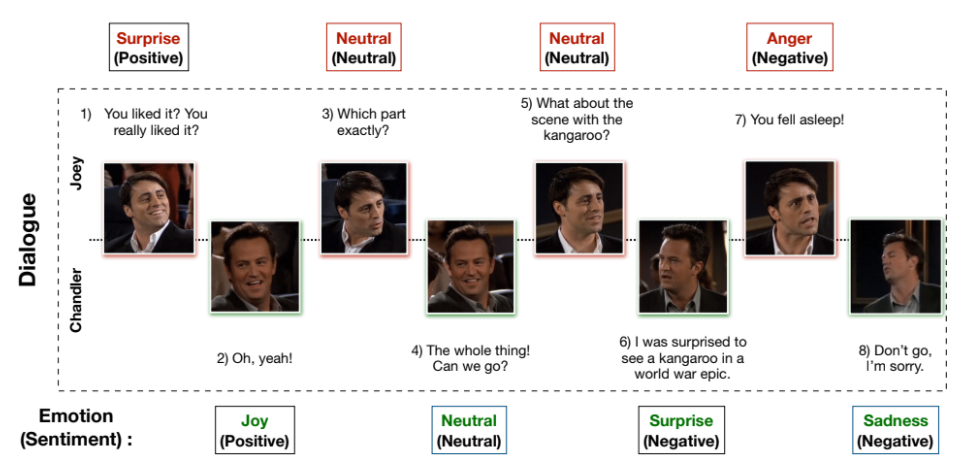 Surprise
(Positive)
Neutral
(Neutral)
Neutral
(Neutral)
Anger
(Negative)
Dialogue
Joey
Chandler
1) You liked it? You
really liked it?
2) Oh, yeah!
3) Which part
exactly?
4) The whole thing!
Can we go?
5) What about the
scene with the
kangaroo?
6) I was surprised to
see a kangaroo in a
world war epic.
7) You fell asleep!
8) Don't go,
I'm sorry.
Emotion
(Sentiment) :
Joy
(Positive)
Neutral
(Neutral)
Surprise
(Negative)
Sadness
(Negative)